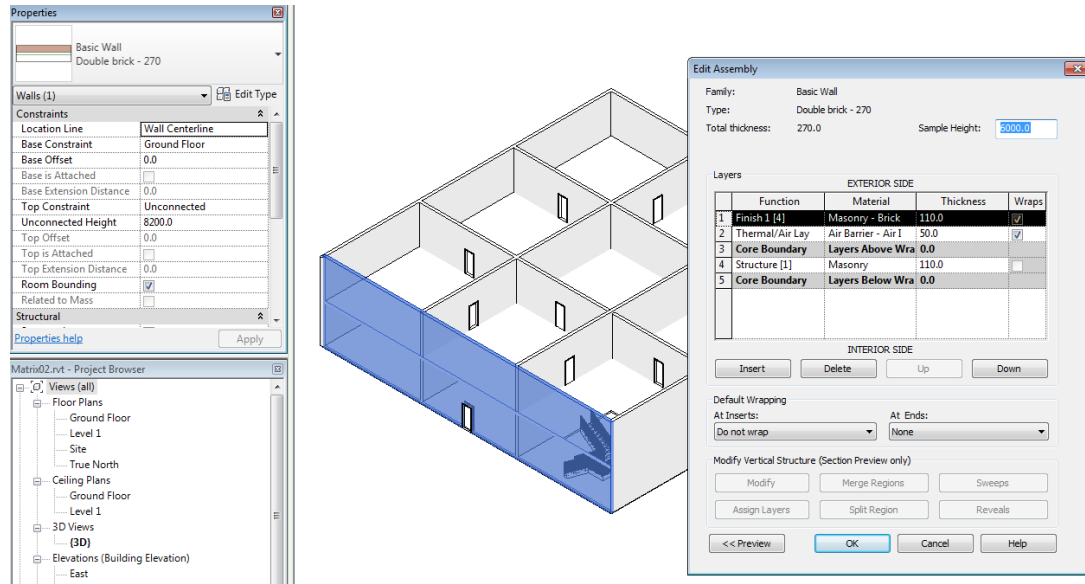 Properties
Basic Wall
Double brick - 270
Walls (1)
Edit Type
Constraints
Location Line Wall Centerline
Base Constraint Ground Floor
Base Offset 0.0
Base is Attached
Base Extension Distance 0.0
Top Constraint Unconnected
Unconnected Height 8200.0
Top Offset 0.0
Top is Attached
Top Extension Distance 0.0
Room Bounding
Related to Mass
Structural
Properties help Apply
Matrix02.rvt - Project Browser
Views (all)
Floor Plans
Ground Floor
Level 1
Site
True North
Ceiling Plans
Ground Floor
Level 1
3D Views
{3D}
Elevations (Building Elevation)
East
Edit Assembly
Family: Basic Wall
Type: Double brick - 270
Total thickness: 270.0 Sample Height: 6000.0
Layers
EXTERIOR SIDE
Function Material Thickness Wraps
1 Finish 1 [4] Masonry - Brick 110.0
2 Thermal/Air Lay Air Barrier - Air I 50.0
3 Core Boundary Layers Above Wra 0.0
4 Structure [1] Masonry 110.0
5 Core Boundary Layers Below Wra 0.0
INTERIOR SIDE
Insert Delete Up Down
Default Wrapping
At Inserts: At Ends:
Do not wrap None
Modify Vertical Structure (Section Preview only)
Modify Merge Regions Sweeps
Assign Layers Split Region Reveals
<< Preview OK Cancel Help